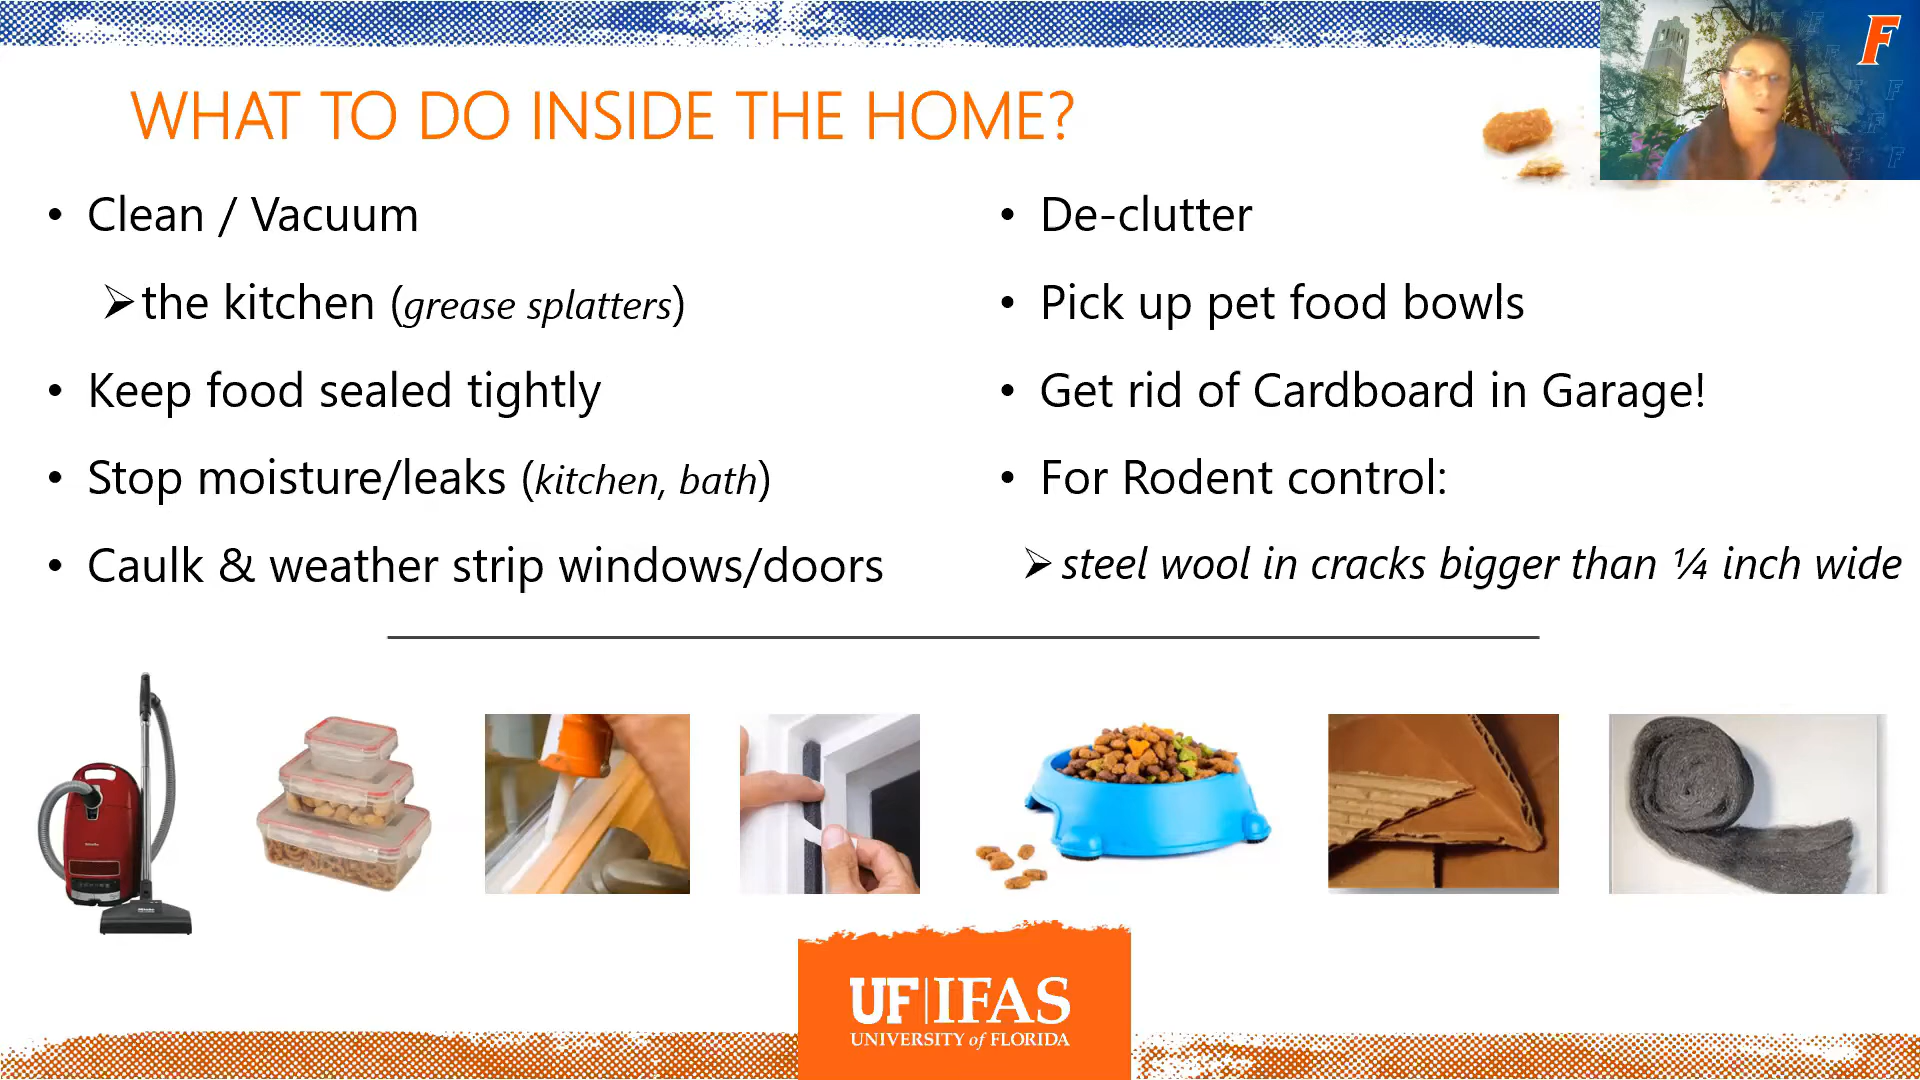 WHAT TO DO INSIDE THE HOME?
• Clean / Vacuum
➢ the kitchen (grease splatters)
• Keep food sealed tightly
• Stop moisture/leaks (kitchen, bath)
• Caulk & weather strip windows/doors
• De-clutter
• Pick up pet food bowls
• Get rid of Cardboard in Garage!
• For Rodent control:
➢ steel wool in cracks bigger than ¼ inch wide
UF|IFAS
UNIVERSITY of FLORIDA
F